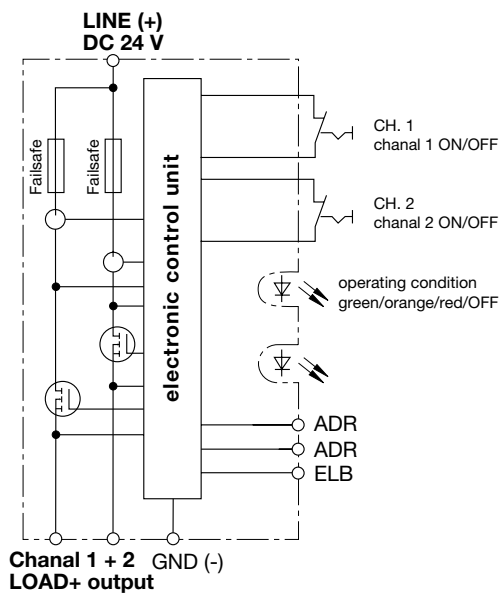 LINE (+)
DC 24 V
Failsafe
Failsafe
electronic control unit
CH. 1
chanal 1 ON/OFF
CH. 2
chanal 2 ON/OFF
operating condition
green/orange/red/OFF
ADR
ADR
ELB
Chanal 1 + 2
LOAD+ output
GND (-)